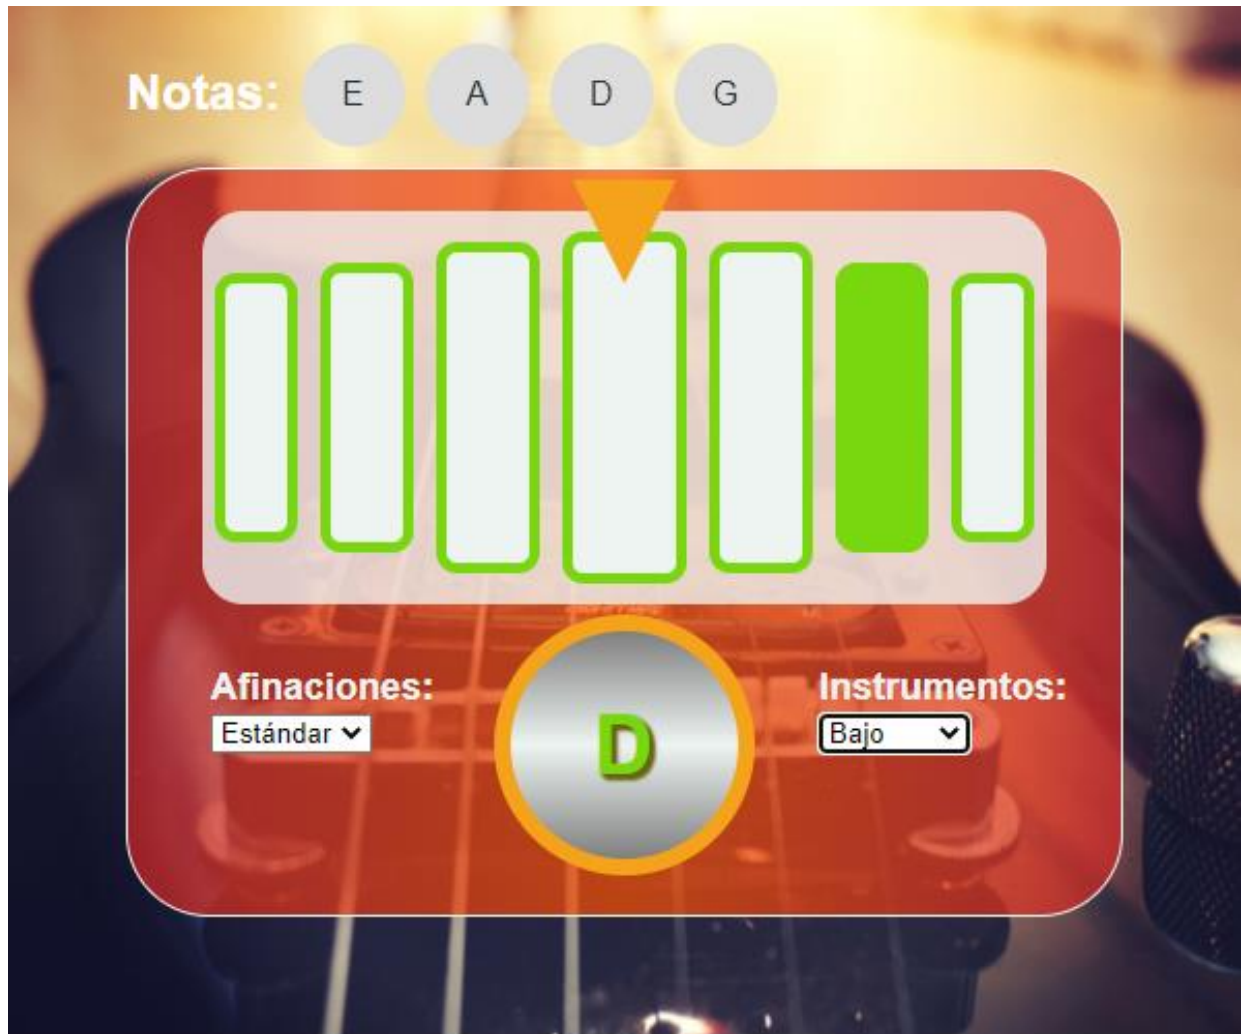 Notas: E A D G
Afinaciones:
Estándar
D
Instrumentos:
Bajo